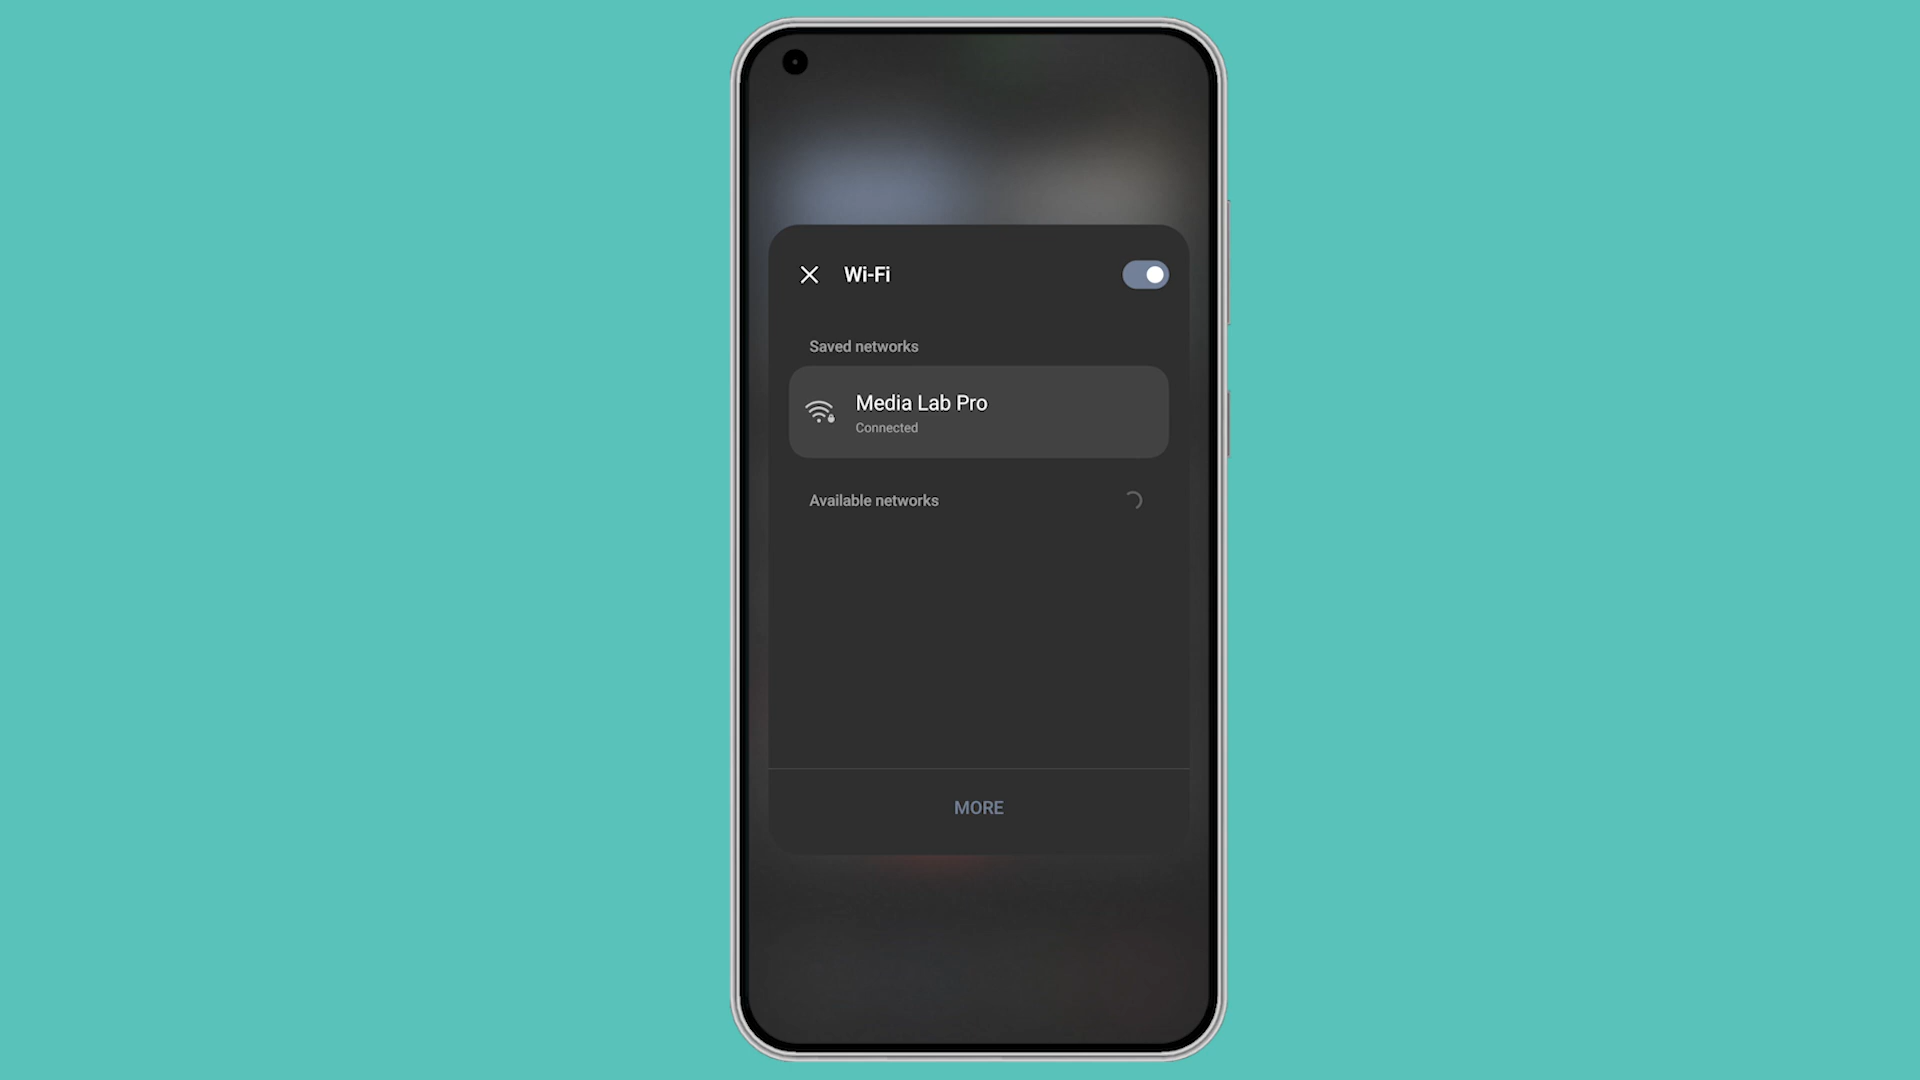 Wi-Fi
Saved networks
Media Lab Pro
Connected
Available networks
MORE